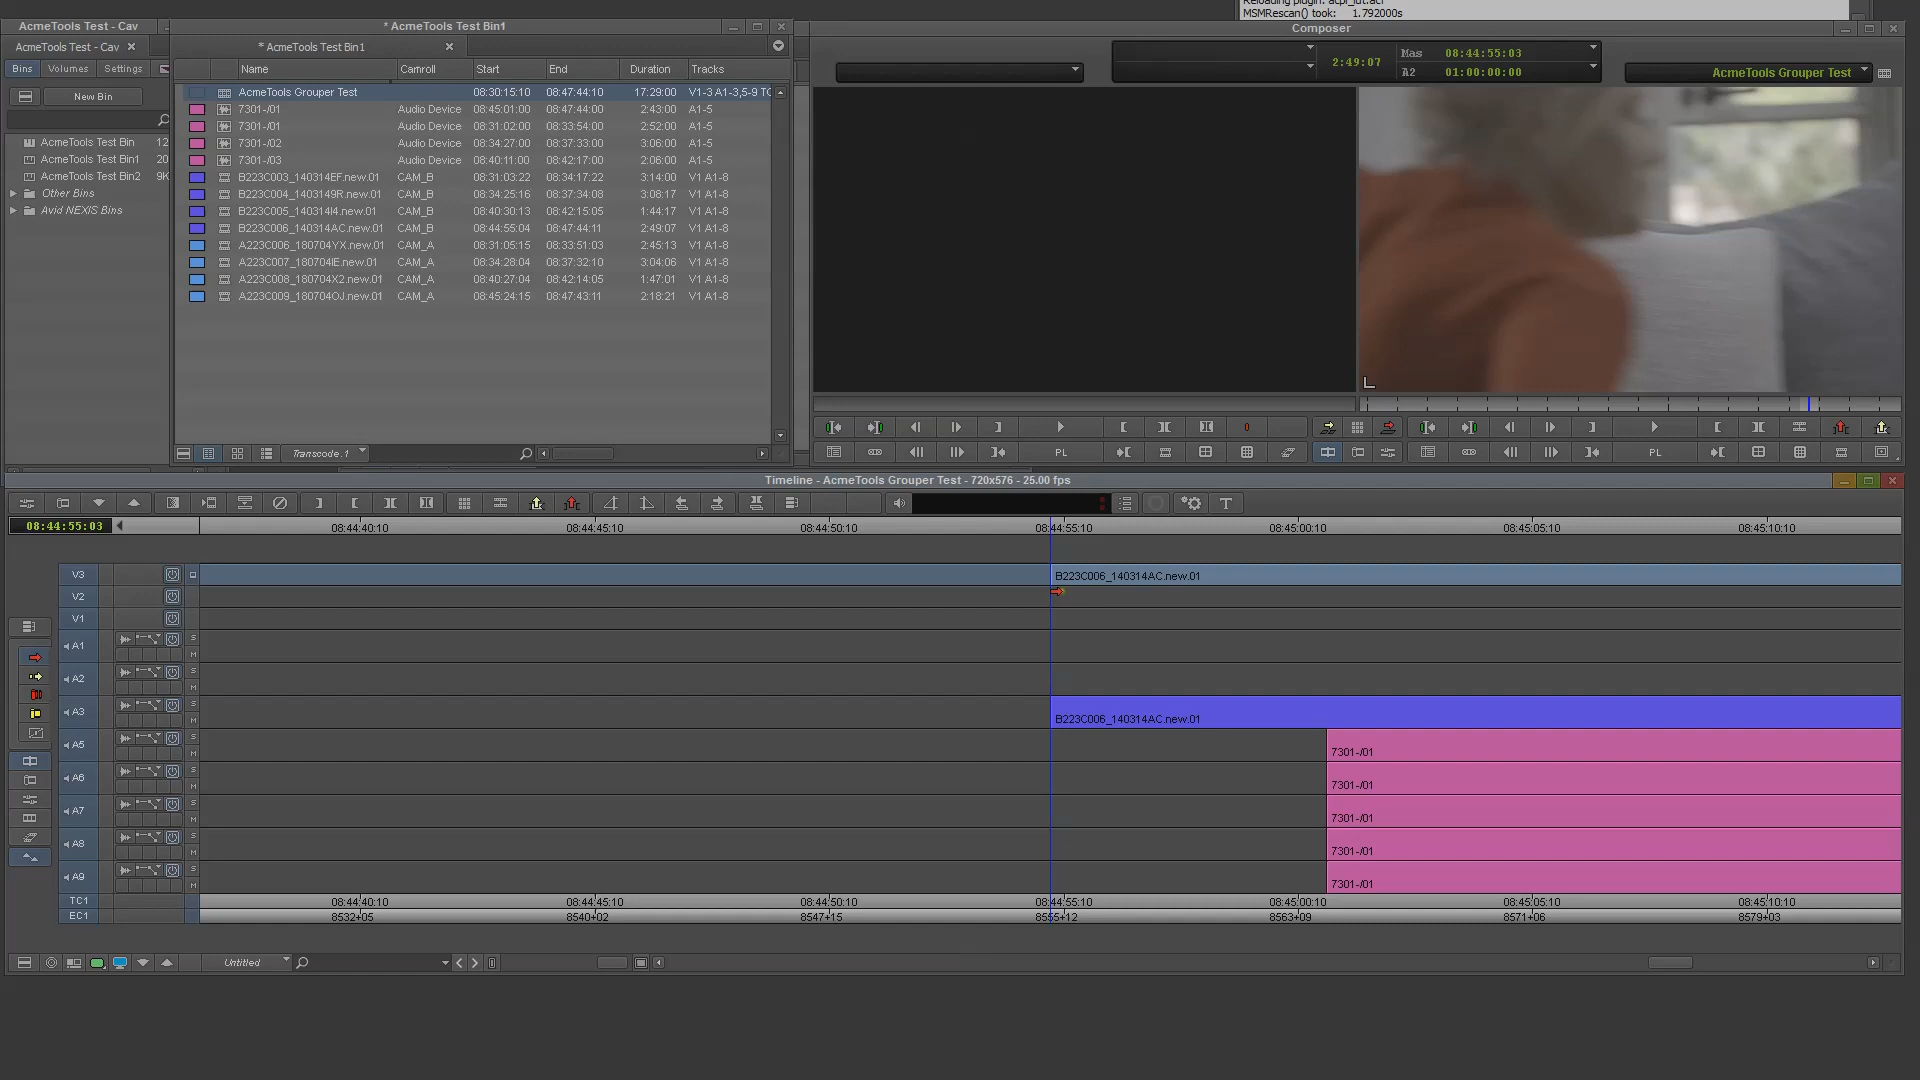 Reloading plugin: acpl_lut.acf
MSMRescan() took: 1.792000s
AcmeTools Test - Cav
* AcmeTools Test Bin1
Composer
AcmeTools Test - Cav
* AcmeTools Test Bin1
Bins Volumes Settings
New Bin
AcmeTools Test Bin 12
AcmeTools Test Bin1 20
AcmeTools Test Bin2 9K
Other Bins
Avid NEXIS Bins
Name Camroll Start End Duration Tracks
AcmeTools Grouper Test 08:30:15:10 08:47:44:10 17:29:00 V1-3 A1-3,5-9 TC
7301-/01 Audio Device 08:45:01:00 08:47:44:00 2:43:00 A1-5
7301-/01 Audio Device 08:31:02:00 08:33:54:00 2:52:00 A1-5
7301-/02 Audio Device 08:34:27:00 08:37:33:00 3:06:00 A1-5
7301-/03 Audio Device 08:40:11:00 08:42:17:00 2:06:00 A1-5
B223C003_140314EF.new.01 CAM_B 08:31:03:22 08:34:17:22 3:14:00 V1 A1-8
B223C004_1403149R.new.01 CAM_B 08:34:25:16 08:37:34:08 3:08:17 V1 A1-8
B223C005_140314I4.new.01 CAM_B 08:40:30:13 08:42:15:05 1:44:17 V1 A1-8
B223C006_140314AC.new.01 CAM_B 08:44:55:04 08:47:44:11 2:49:07 V1 A1-8
A223C006_180704YX.new.01 CAM_A 08:31:05:15 08:33:51:03 2:45:13 V1 A1-8
A223C007_180704IE.new.01 CAM_A 08:34:28:04 08:37:32:10 3:04:06 V1 A1-8
A223C008_180704X2.new.01 CAM_A 08:40:27:04 08:42:14:05 1:47:01 V1 A1-8
A223C009_180704OJ.new.01 CAM_A 08:45:24:15 08:47:43:11 2:18:21 V1 A1-8
Transcode.1
2:49:07
Mas 08:44:55:03
A2 01:00:00:00
AcmeTools Grouper Test
PL
PL
Timeline - AcmeTools Grouper Test - 720x576 - 25.00 fps
T
08:44:55:03
08:44:40:10 08:44:45:10 08:44:50:10 08:44:55:10 08:45:00:10 08:45:05:10 08:45:10:10
V3 B223C006_140314AC.new.01
V2
V1
A1 S M
A2 S M
A3 S M B223C006_140314AC.new.01
A5 S M 7301-/01
A6 S M 7301-/01
A7 S M 7301-/01
A8 S M 7301-/01
A9 S M 7301-/01
TC1 08:44:40:10 08:44:45:10 08:44:50:10 08:44:55:10 08:45:00:10 08:45:05:10 08:45:10:10
EC1 8532+05 8540+02 8547+15 8555+12 8563+09 8571+06 8579+03
Untitled